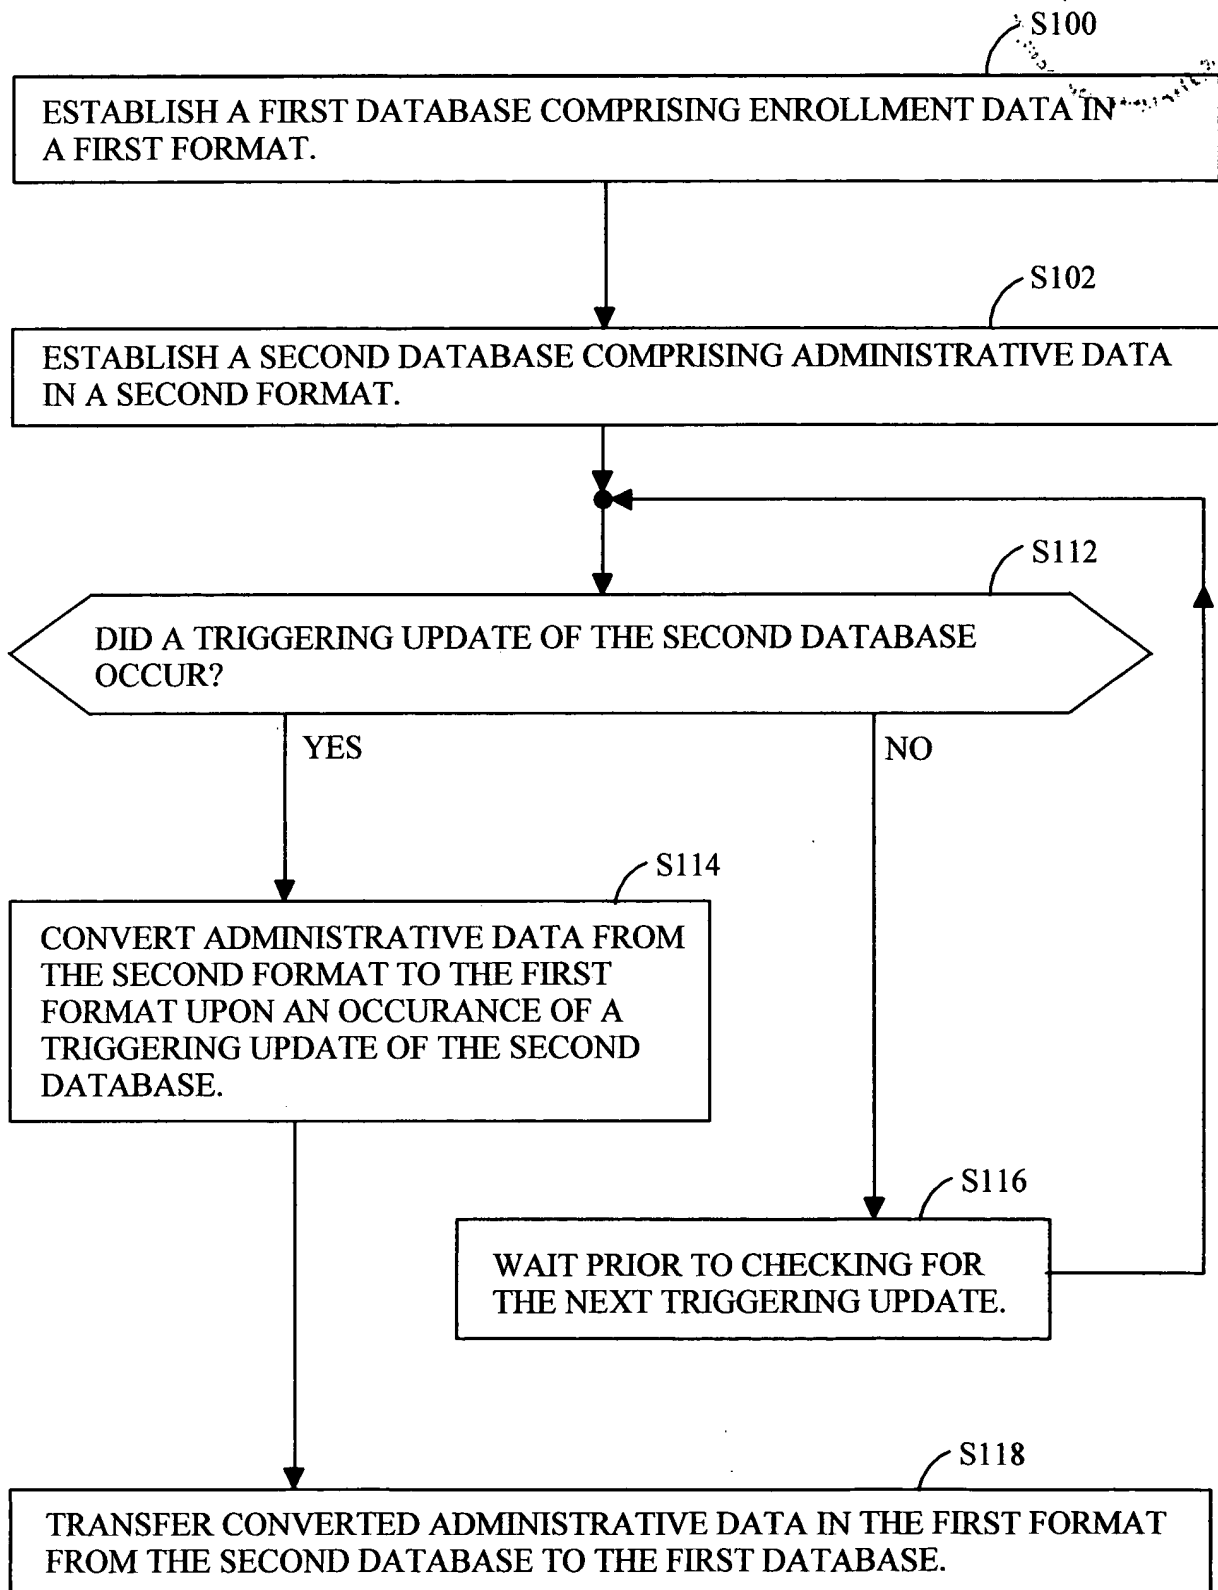 S100
ESTABLISH A FIRST DATABASE COMPRISING ENROLLMENT DATA IN
A FIRST FORMAT.
S102
ESTABLISH A SECOND DATABASE COMPRISING ADMINISTRATIVE DATA
IN A SECOND FORMAT.
S112
DID A TRIGGERING UPDATE OF THE SECOND DATABASE
OCCUR?
YES
NO
S114
CONVERT ADMINISTRATIVE DATA FROM
THE SECOND FORMAT TO THE FIRST
FORMAT UPON AN OCCURANCE OF A
TRIGGERING UPDATE OF THE SECOND
DATABASE.
S116
WAIT PRIOR TO CHECKING FOR
THE NEXT TRIGGERING UPDATE.
S118
TRANSFER CONVERTED ADMINISTRATIVE DATA IN THE FIRST FORMAT
FROM THE SECOND DATABASE TO THE FIRST DATABASE.